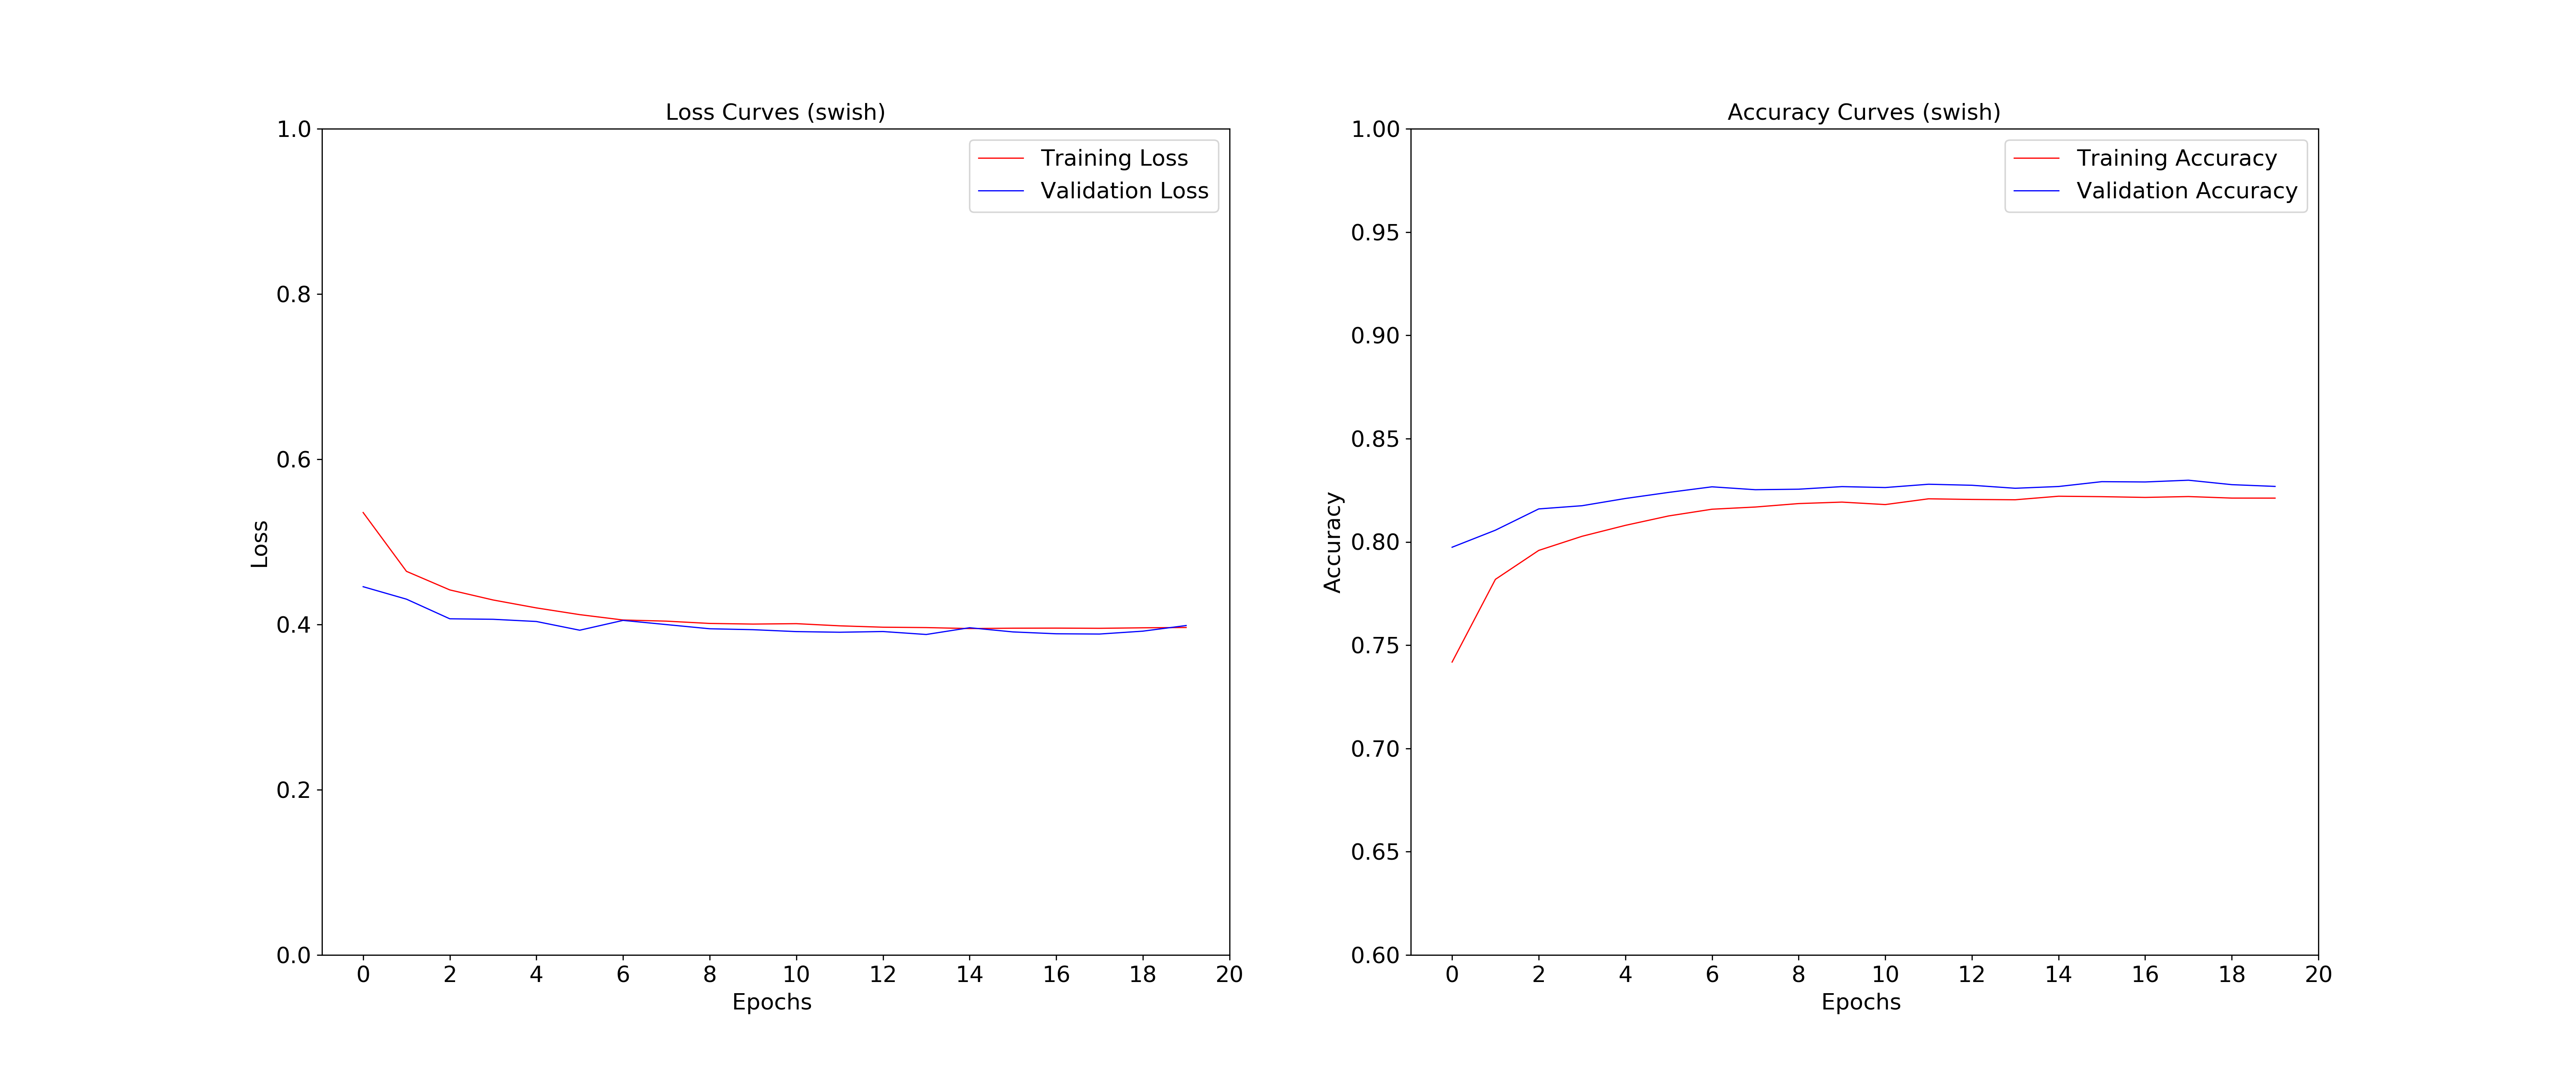 Loss Curves (swish)
1.0
0.8
0.6
0.4
0.2
0.0
Loss
Training Loss
Validation Loss
0 2 4 6 8 10 12 14 16 18 20
Epochs
Accuracy Curves (swish)
1.00
0.95
0.90
0.85
0.80
0.75
0.70
0.65
0.60
Accuracy
Training Accuracy
Validation Accuracy
0 2 4 6 8 10 12 14 16 18 20
Epochs